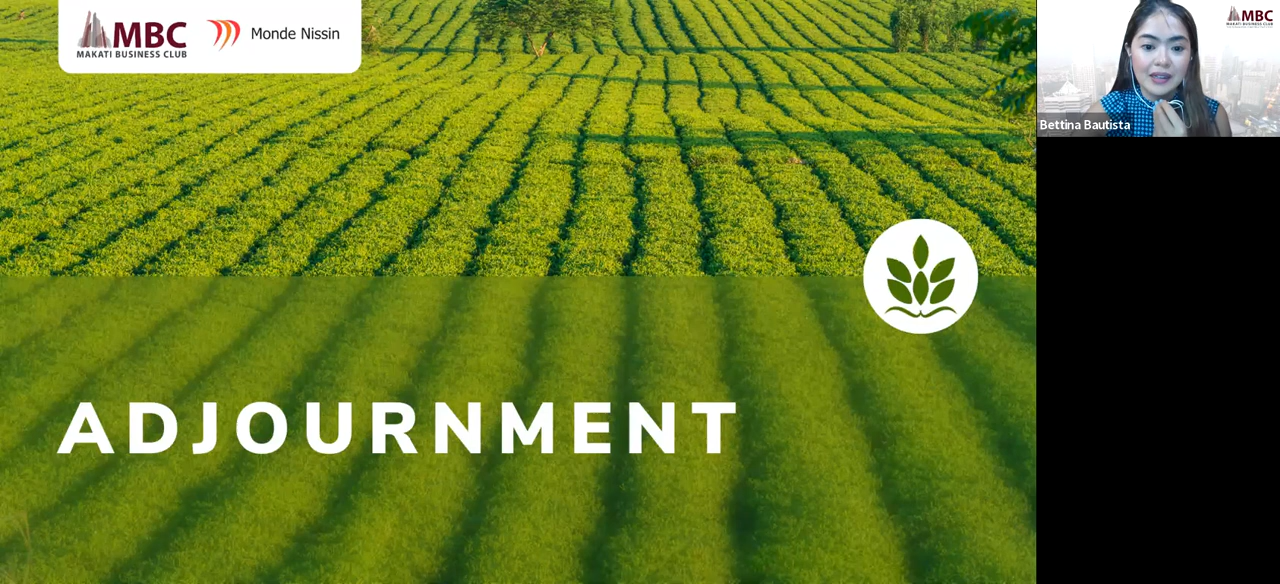 MBC
MAKATI BUSINESS CLUB
Monde Nissin
MBC
Bettina Bautista
ADJOURNMENT